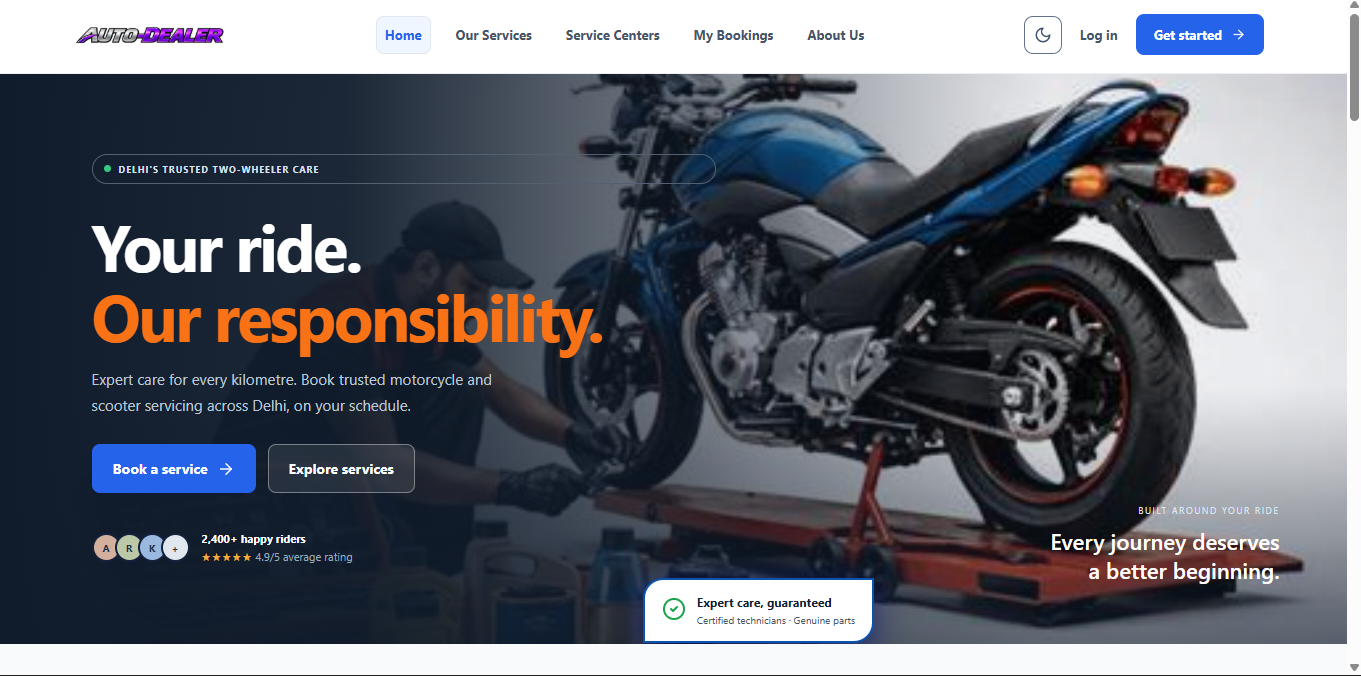 AUTO-DEALER
Home
Our Services
Service Centers
My Bookings
About Us
Log in
Get started
DELHI'S TRUSTED TWO-WHEELER CARE
Your ride.
Our responsibility.
Expert care for every kilometre. Book trusted motorcycle and
scooter servicing across Delhi, on your schedule.
Book a service
Explore services
A R K +
2,400+ happy riders
★★★★★ 4.9/5 average rating
BUILT AROUND YOUR RIDE
Every journey deserves
a better beginning.
Expert care, guaranteed
Certified technicians · Genuine parts